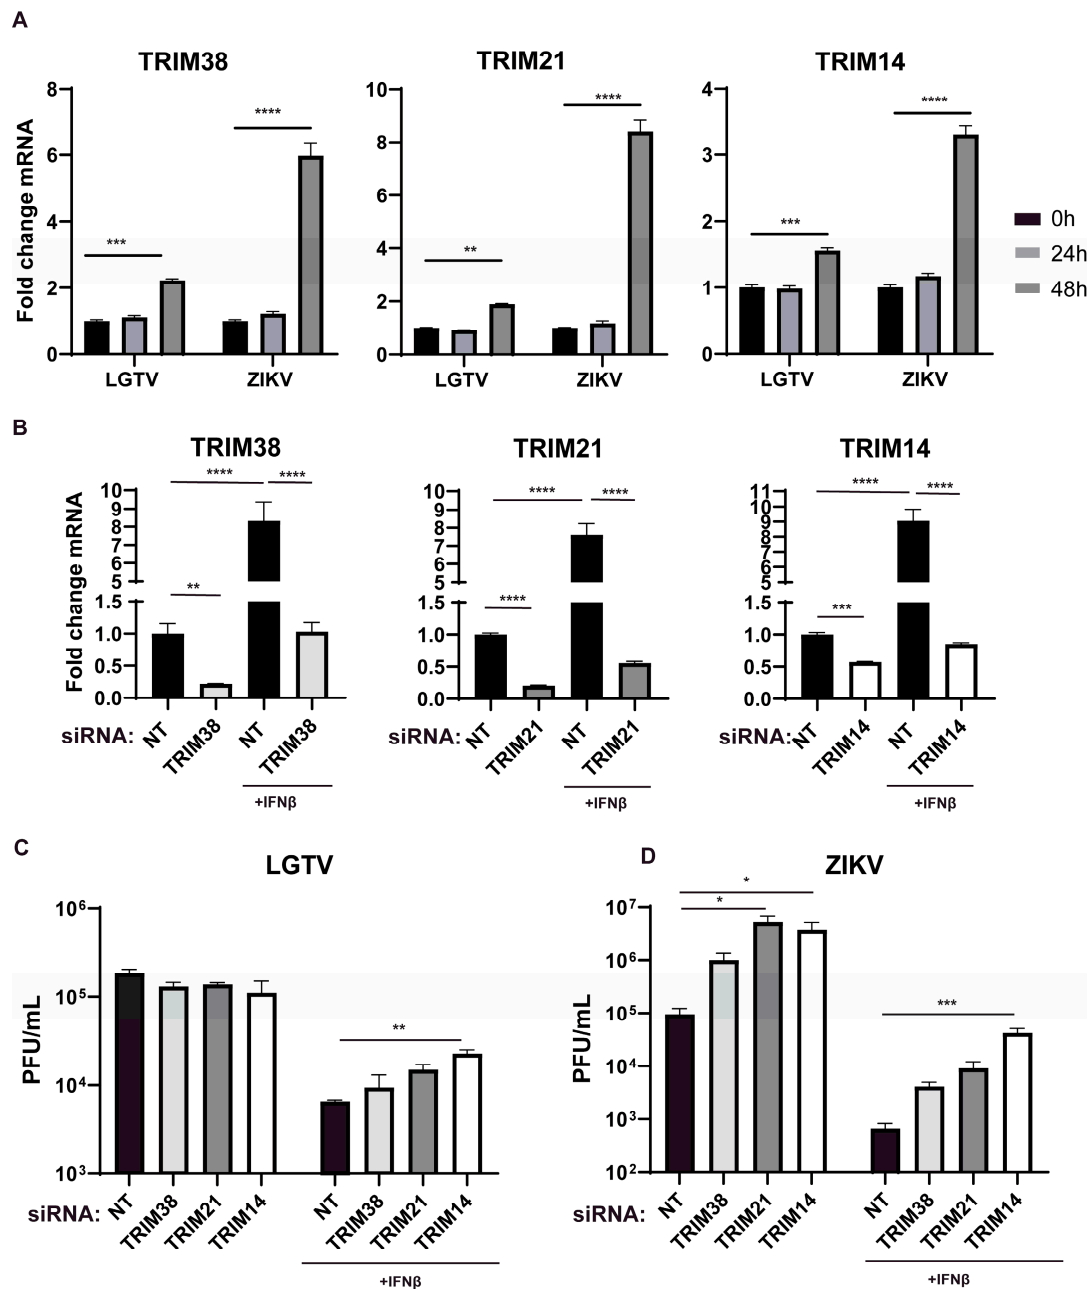 A
TRIM38
TRIM21
TRIM14
Fold change mRNA
8
6
4
2
0
***
****
LGTV
ZIKV
10
8
6
4
2
0
**
****
LGTV
ZIKV
4
3
2
1
0
***
****
LGTV
ZIKV
0h
24h
48h
B
TRIM38
TRIM21
TRIM14
Fold change mRNA
10
9
8
7
6
5
1.5
1.0
0.5
0.0
**
****
****
siRNA:
NT
TRIM38
NT
TRIM38
+IFNβ
10
9
8
7
6
5
1.5
1.0
0.5
0.0
****
****
****
siRNA:
NT
TRIM21
NT
TRIM21
+IFNβ
11
10
9
8
7
6
5
1.5
1.0
0.5
0.0
***
****
****
siRNA:
NT
TRIM14
NT
TRIM14
+IFNβ
C
LGTV
PFU/mL
10⁶
10⁵
10⁴
10³
**
siRNA:
NT
TRIM38
TRIM21
TRIM14
NT
TRIM38
TRIM21
TRIM14
+IFNβ
D
ZIKV
PFU/mL
10⁷
10⁶
10⁵
10⁴
10³
10²
*
*
***
siRNA:
NT
TRIM38
TRIM21
TRIM14
NT
TRIM38
TRIM21
TRIM14
+IFNβ